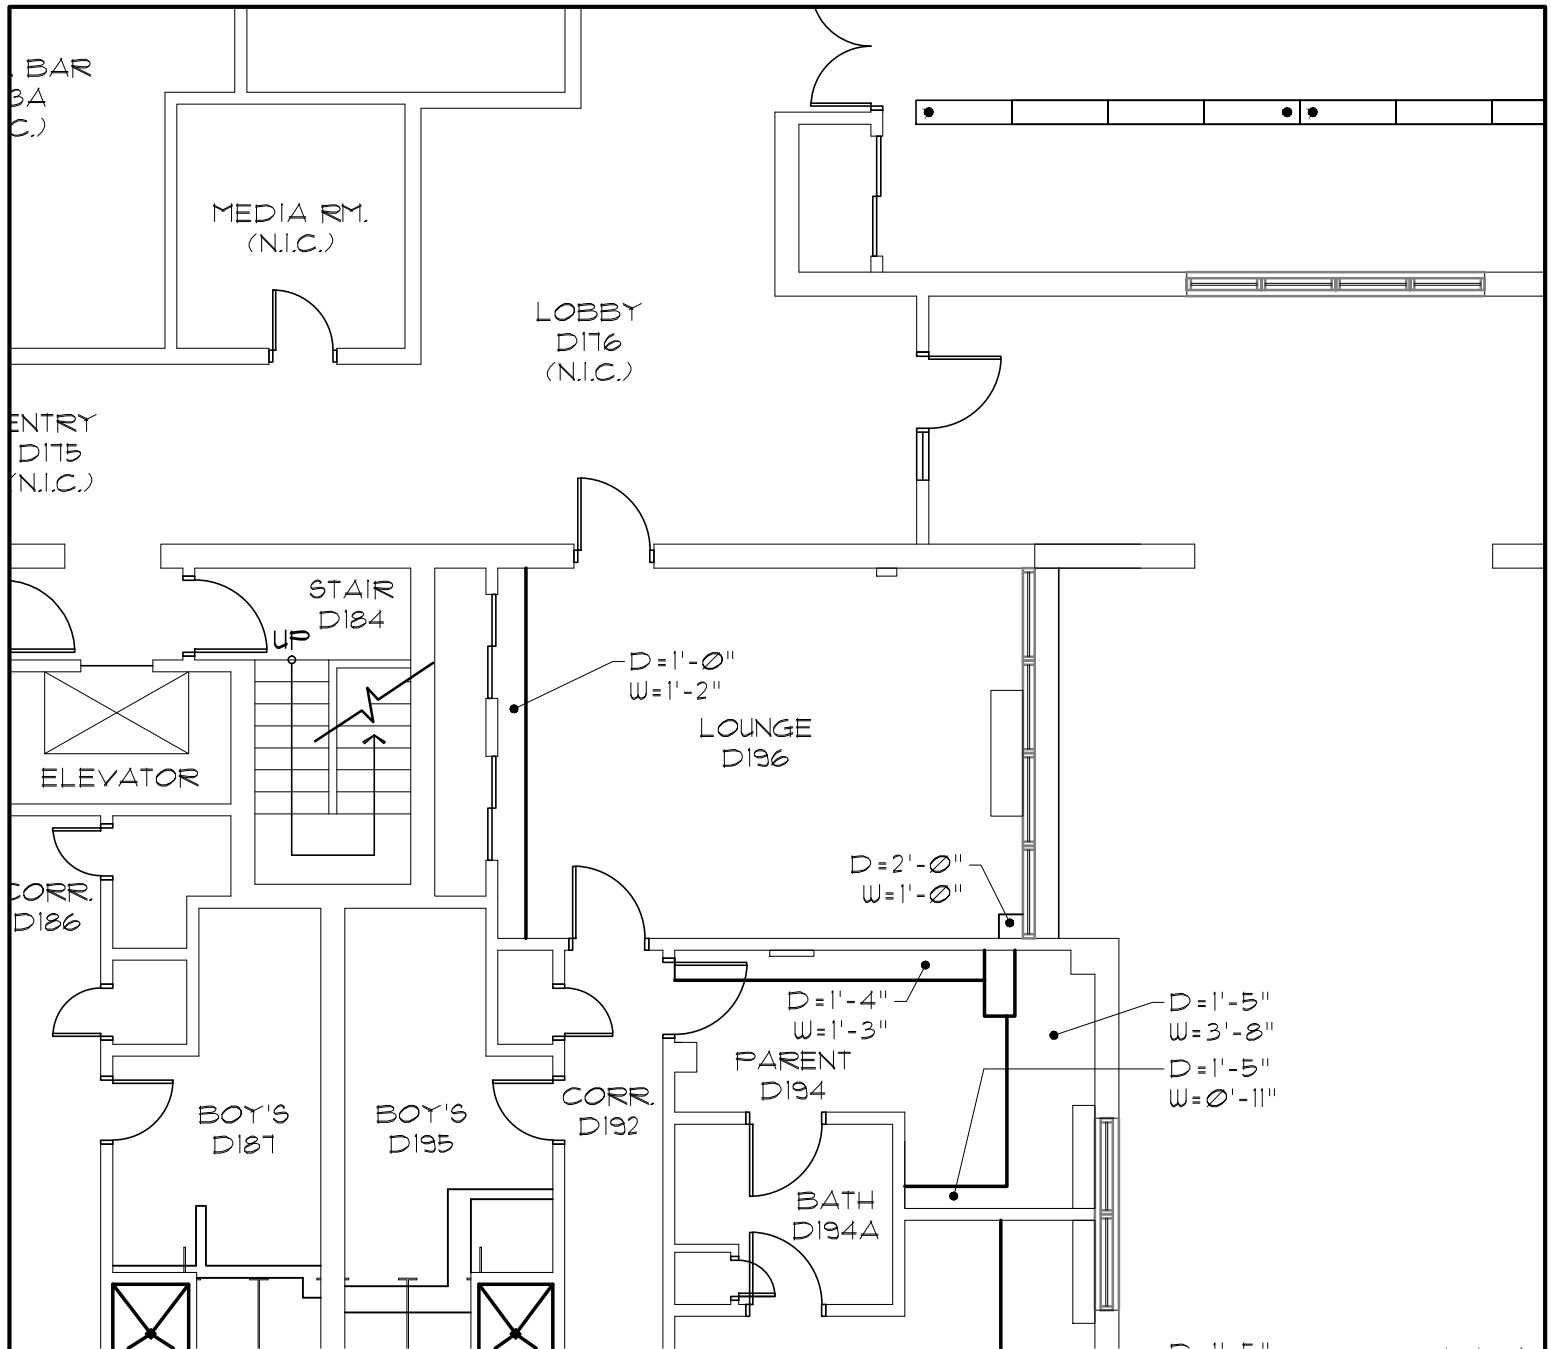 BAR
3A
C.)
MEDIA RM.
(N.I.C.)
LOBBY
D176
(N.I.C.)
ENTRY
D175
(N.I.C.)
STAIR
D184
UP
D=1'-Ø"
W=1'-2"
LOUNGE
D196
ELEVATOR
D=2'-Ø"
W=1'-Ø"
CORR.
D186
D=1'-4"
W=1'-3"
D=1'-5"
W=3'-8"
PARENT
D194
D=1'-5"
W=Ø'-11"
CORR.
D192
BOY'S
D187
BOY'S
D195
BATH
D194A